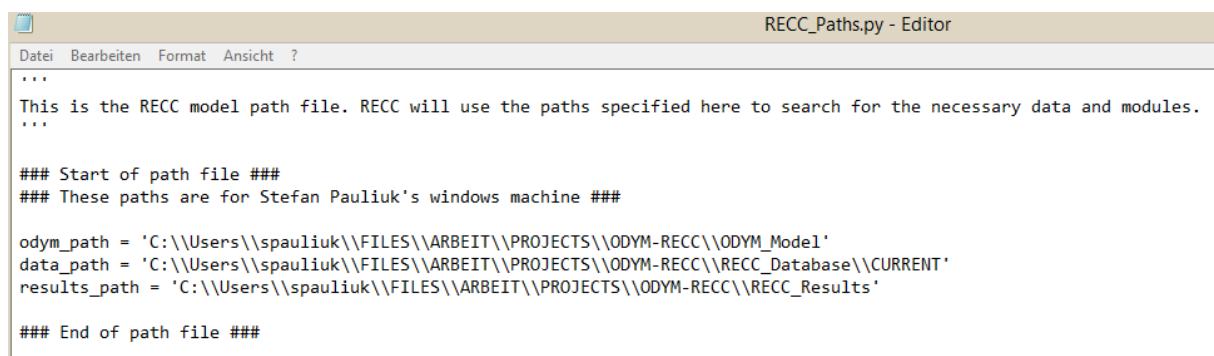 RECC_Paths.py - Editor
Datei Bearbeiten Format Ansicht ?
'''
This is the RECC model path file. RECC will use the paths specified here to search for the necessary data and modules.
'''
### Start of path file ###
### These paths are for Stefan Pauliuk's windows machine ###
odym_path = 'C:\\Users\\spauliuk\\FILES\\ARBEIT\\PROJECTS\\ODYM-RECC\\ODYM_Model'
data_path = 'C:\\Users\\spauliuk\\FILES\\ARBEIT\\PROJECTS\\ODYM-RECC\\RECC_Database\\CURRENT'
results_path = 'C:\\Users\\spauliuk\\FILES\\ARBEIT\\PROJECTS\\ODYM-RECC\\RECC_Results'
### End of path file ###